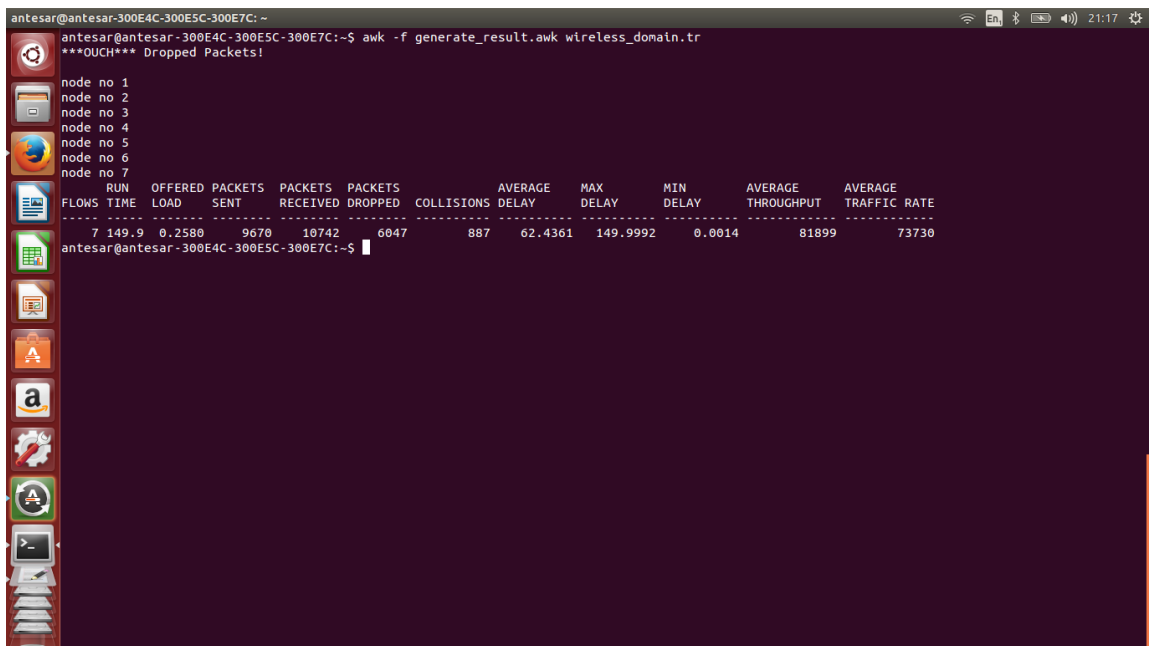 antesar@antesar-300E4C-300E5C-300E7C: ~
En1 21:17
antesar@antesar-300E4C-300E5C-300E7C:~$ awk -f generate_result.awk wireless_domain.tr
***OUCH*** Dropped Packets!
node no 1
node no 2
node no 3
node no 4
node no 5
node no 6
node no 7
RUN OFFERED PACKETS PACKETS PACKETS AVERAGE MAX MIN AVERAGE AVERAGE
FLOWS TIME LOAD SENT RECEIVED DROPPED COLLISIONS DELAY DELAY DELAY THROUGHPUT TRAFFIC RATE
----- ----- ------- -------- -------- -------- ---------- ---------- ---------- ---------- ------------ ------------
7 149.9 0.2580 9670 10742 6047 887 62.4361 149.9992 0.0014 81899 73730
antesar@antesar-300E4C-300E5C-300E7C:~$